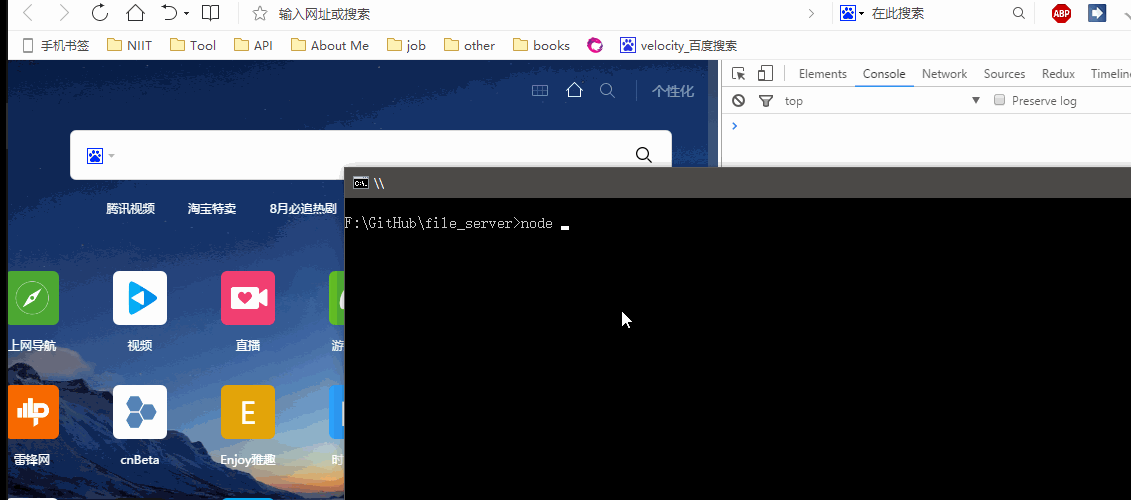 输入网址或搜索 在此搜索 ABP
手机书签 NIIT Tool API About Me job other books velocity_百度搜索
Elements Console Network Sources Redux Timeline
个性化
top Preserve log
C:\. \\
腾讯视频 淘宝特卖 8月必追热剧
F:\GitHub\file_server>node
上网导航 视频 直播 游
E
雷锋网 cnBeta Enjoy雅趣 时